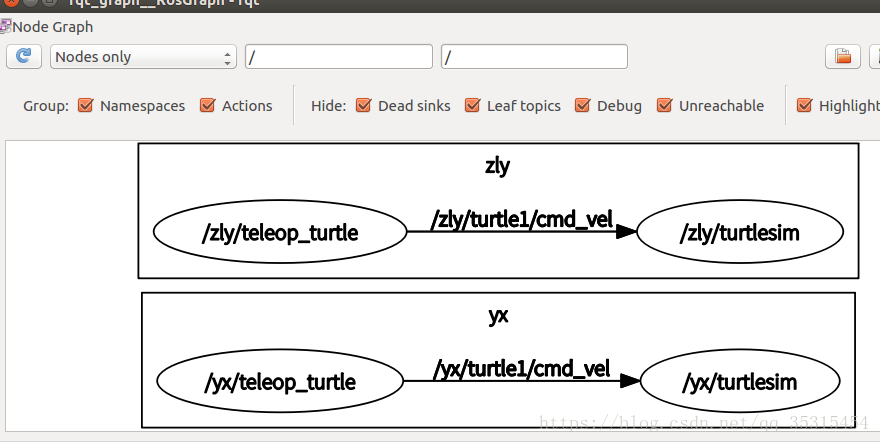 rqt_graph__RosGraph - rqt
Node Graph
Nodes only / /
Group: Namespaces Actions Hide: Dead sinks Leaf topics Debug Unreachable Highlight
zly
/zly/teleop_turtle /zly/turtle1/cmd_vel /zly/turtlesim
yx
/yx/teleop_turtle /yx/turtle1/cmd_vel /yx/turtlesim
https://blog.csdn.net/qq_35315454